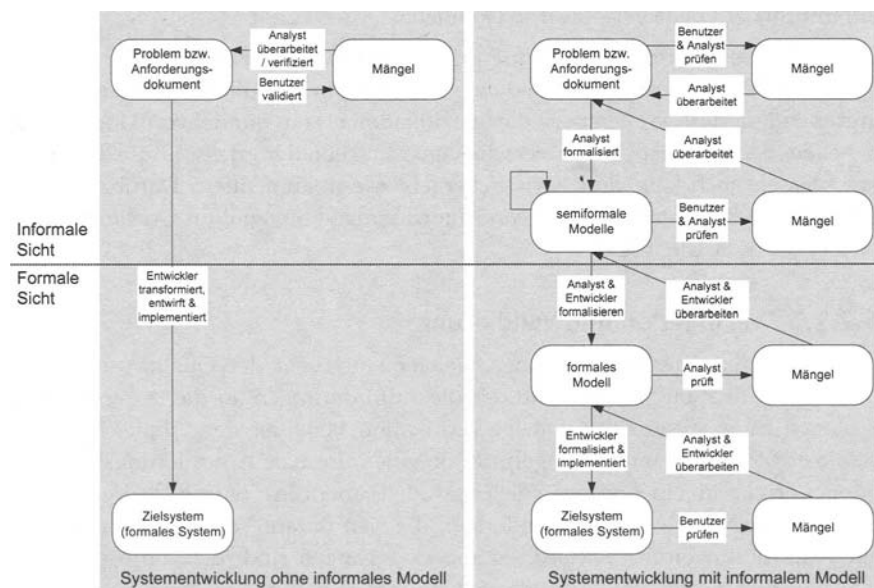 Problem bzw.
Anforderungs-
dokument
Analyst
überarbeitet
/ verifiziert
Benutzer
validiert
Mängel
Informale
Sicht
Formale
Sicht
Entwickler
transformiert,
entwirft &
implementiert
Zielsystem
(formales System)
Systementwicklung ohne informales Modell
Problem bzw.
Anforderungs-
dokument
Benutzer
& Analyst
prüfen
Analyst
überarbeitet
Mängel
Analyst
formalisiert
Analyst
überarbeitet
semiformale
Modelle
Benutzer
& Analyst
prüfen
Mängel
Analyst &
Entwickler
formalisieren
Analyst &
Entwickler
überarbeiten
formales
Modell
Analyst
prüft
Mängel
Entwickler
formalisiert &
implementiert
Analyst &
Entwickler
überarbeiten
Zielsystem
(formales System)
Benutzer
prüfen
Mängel
Systementwicklung mit informalem Modell